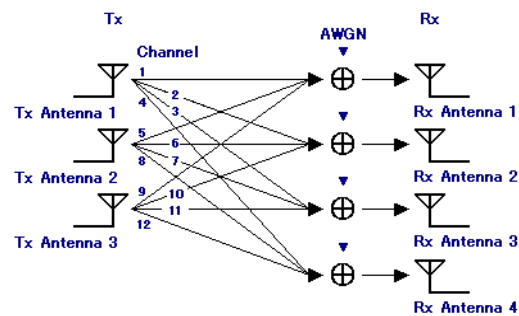 Tx
Rx
AWGN
Channel
1
2
3
4
Tx Antenna 1
Rx Antenna 1
5
6
7
8
Tx Antenna 2
Rx Antenna 2
9
10
11
12
Tx Antenna 3
Rx Antenna 3
Rx Antenna 4